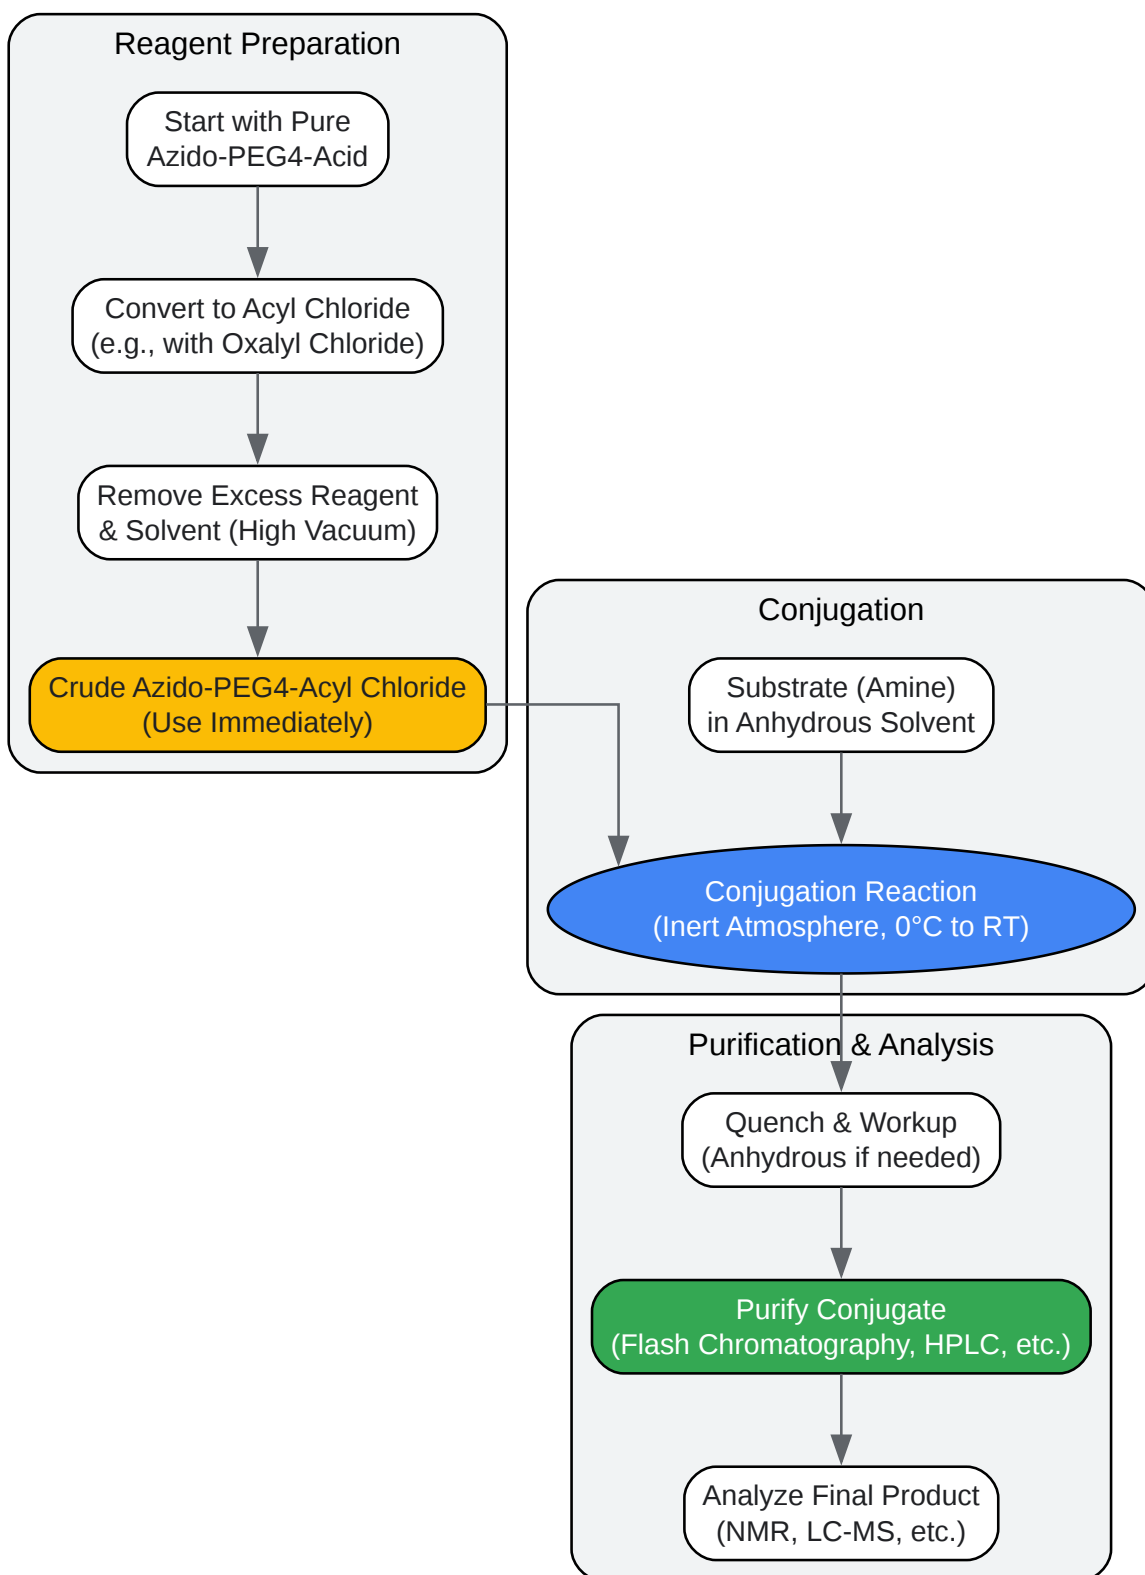 Reagent Preparation
Start with Pure
Azido-PEG4-Acid
Convert to Acyl Chloride
(e.g., with Oxalyl Chloride)
Remove Excess Reagent
& Solvent (High Vacuum)
Crude Azido-PEG4-Acyl Chloride
(Use Immediately)
Conjugation
Substrate (Amine)
in Anhydrous Solvent
Conjugation Reaction
(Inert Atmosphere, 0°C to RT)
Purification & Analysis
Quench & Workup
(Anhydrous if needed)
Purify Conjugate
(Flash Chromatography, HPLC, etc.)
Analyze Final Product
(NMR, LC-MS, etc.)